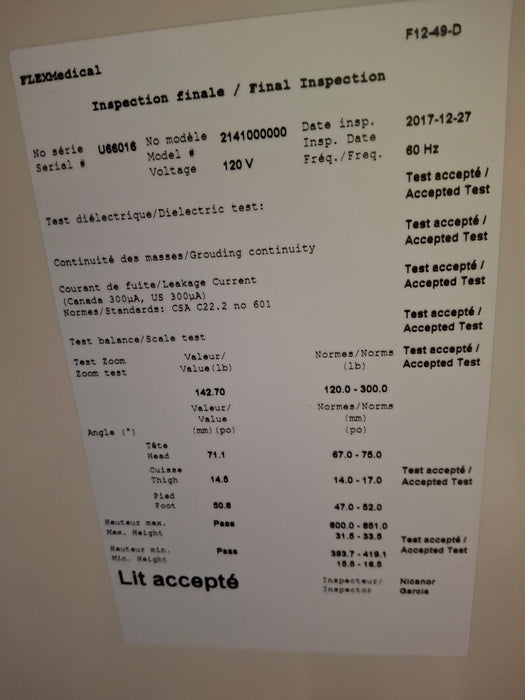 F12-49-D
FLEXMedical
Inspection finale / Final Inspection
No série U66016 No modèle 2141000000 Date insp. 2017-12-27
Serial # Model # Insp. Date
Voltage 120 V Fréq./Freq. 60 Hz
Test diélectrique/Dielectric test: Test accepté /
Accepted Test
Continuité des masses/Grouding continuity Test accepté /
Accepted Test
Courant de fuite/Leakage Current Test accepté /
(Canada 300µA, US 300µA) Accepted Test
Normes/Standards: CSA C22.2 no 601
Test balance/Scale test Test accepté /
Accepted Test
Test Zoom Valeur/ Normes/Norms Test accepté /
Zoom test Value(lb) (lb) Accepted Test
142.70 120.0 - 300.0
Valeur/ Normes/Norms
Value (mm)
Angle (°) (mm) (po) (po)
Tête
Head 71.1 67.0 - 75.0
Cuisse Test accepté /
Thigh 14.5 14.0 - 17.0 Accepted Test
Pied
Foot 50.8 47.0 - 52.0
Hauteur max. Pass 800.0 - 851.0
Max. Height 31.5 - 33.5 Test accepté /
Hauteur min. Pass 393.7 - 419.1 Accepted Test
Min. Height 15.5 - 16.5
Lit accepté Inspecteur/ Nicanor
Inspector Garcia